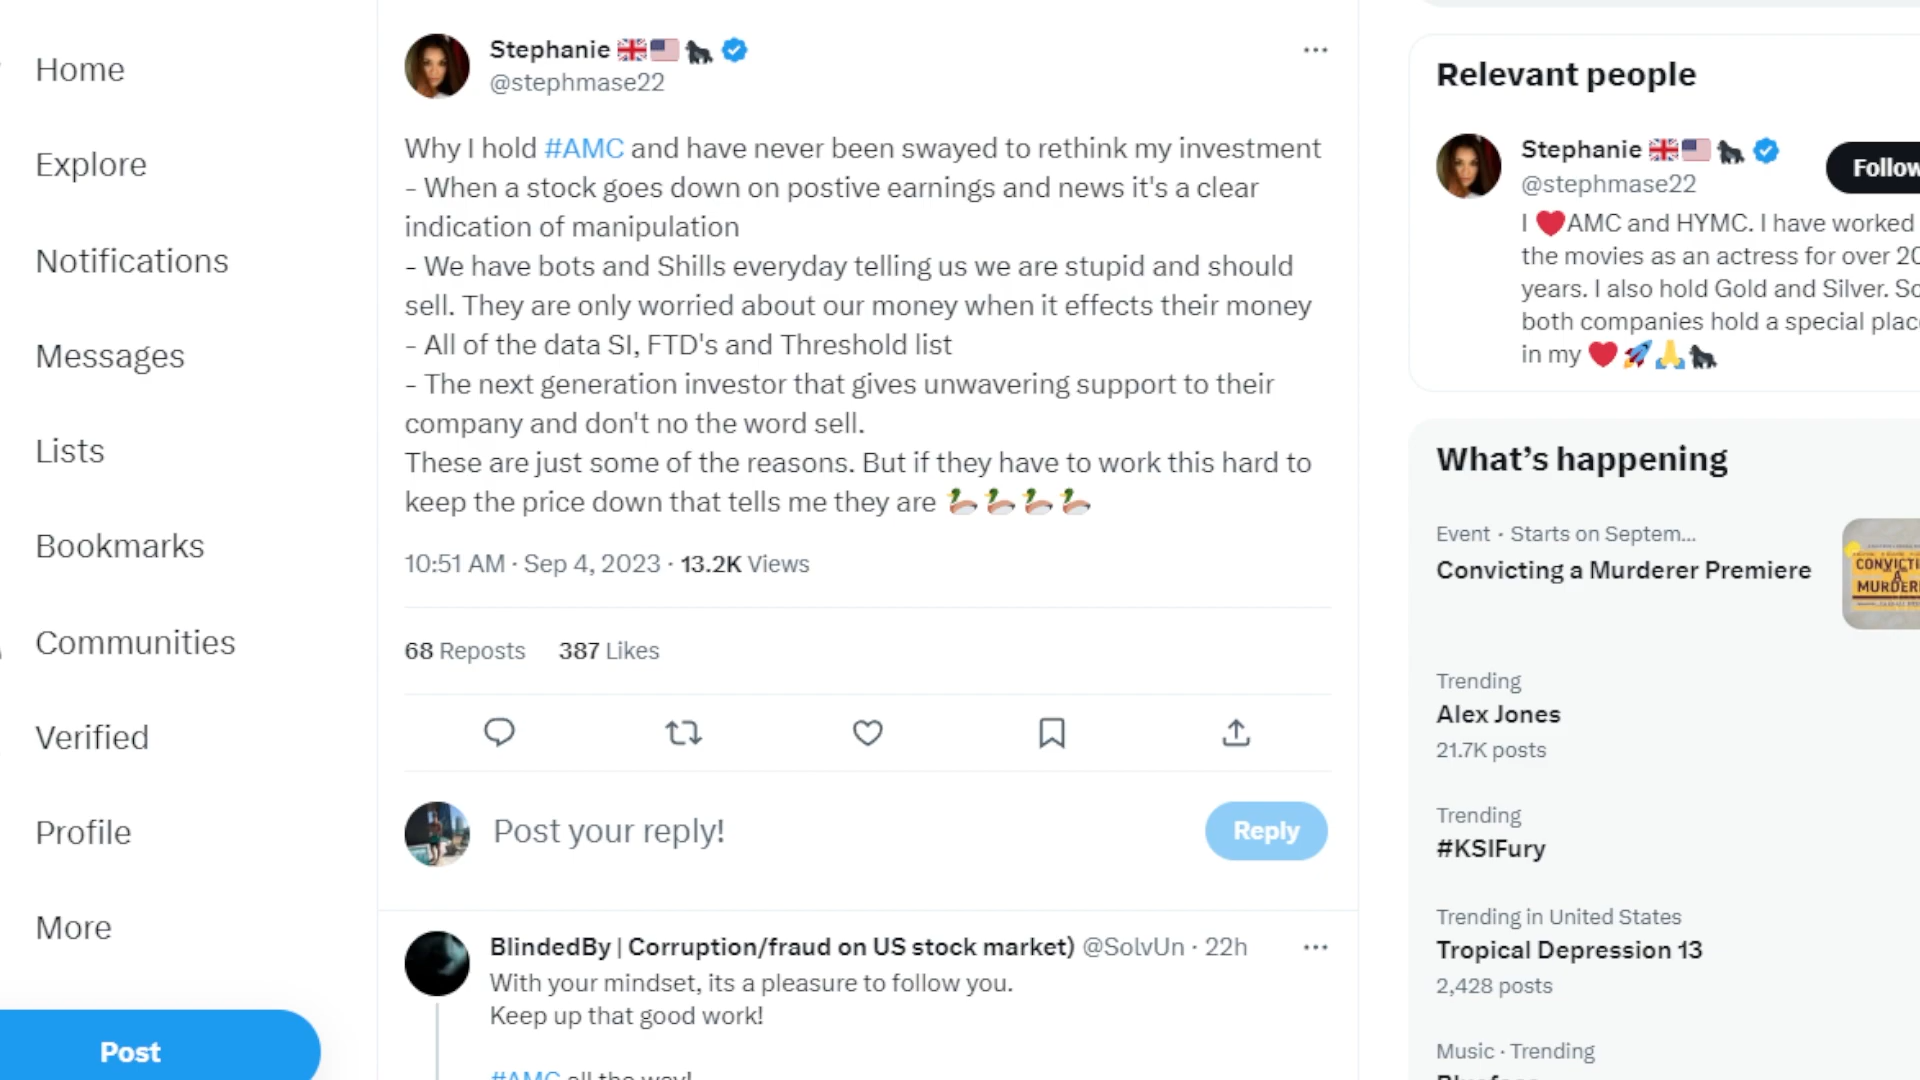 Home
Explore
Notifications
Messages
Lists
Bookmarks
Communities
Verified
Profile
More
Post
Stephanie
@stephmase22
Why I hold #AMC and have never been swayed to rethink my investment
- When a stock goes down on postive earnings and news it's a clear
indication of manipulation
- We have bots and Shills everyday telling us we are stupid and should
sell. They are only worried about our money when it effects their money
- All of the data SI, FTD's and Threshold list
- The next generation investor that gives unwavering support to their
company and don't no the word sell.
These are just some of the reasons. But if they have to work this hard to
keep the price down that tells me they are
10:51 AM · Sep 4, 2023 · 13.2K Views
68 Reposts 387 Likes
Post your reply!
Reply
BlindedBy | Corruption/fraud on US stock market) @SolvUn · 22h
With your mindset, its a pleasure to follow you.
Keep up that good work!
#AMC all the way!
Relevant people
Stephanie
Follow
@stephmase22
I ❤️AMC and HYMC. I have worked
the movies as an actress for over 20
years. I also hold Gold and Silver. So
both companies hold a special place
in my
What's happening
Event · Starts on Septem...
Convicting a Murderer Premiere
CONVICTI
A
MURDER
Trending
Alex Jones
21.7K posts
Trending
#KSIFury
Trending in United States
Tropical Depression 13
2,428 posts
Music · Trending